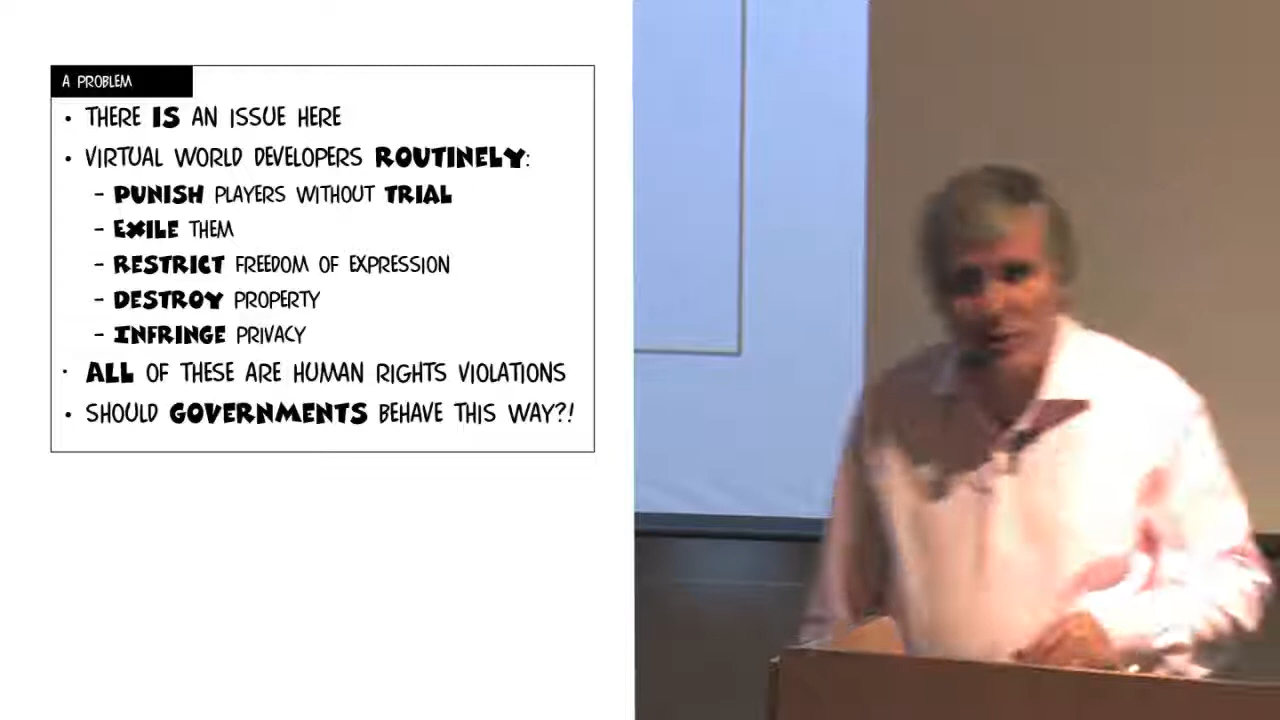 A PROBLEM
• THERE IS AN ISSUE HERE
• VIRTUAL WORLD DEVELOPERS ROUTINELY:
– PUNISH PLAYERS WITHOUT TRIAL
– EXILE THEM
– RESTRICT FREEDOM OF EXPRESSION
– DESTROY PROPERTY
– INFRINGE PRIVACY
• ALL OF THESE ARE HUMAN RIGHTS VIOLATIONS
• SHOULD GOVERNMENTS BEHAVE THIS WAY?!